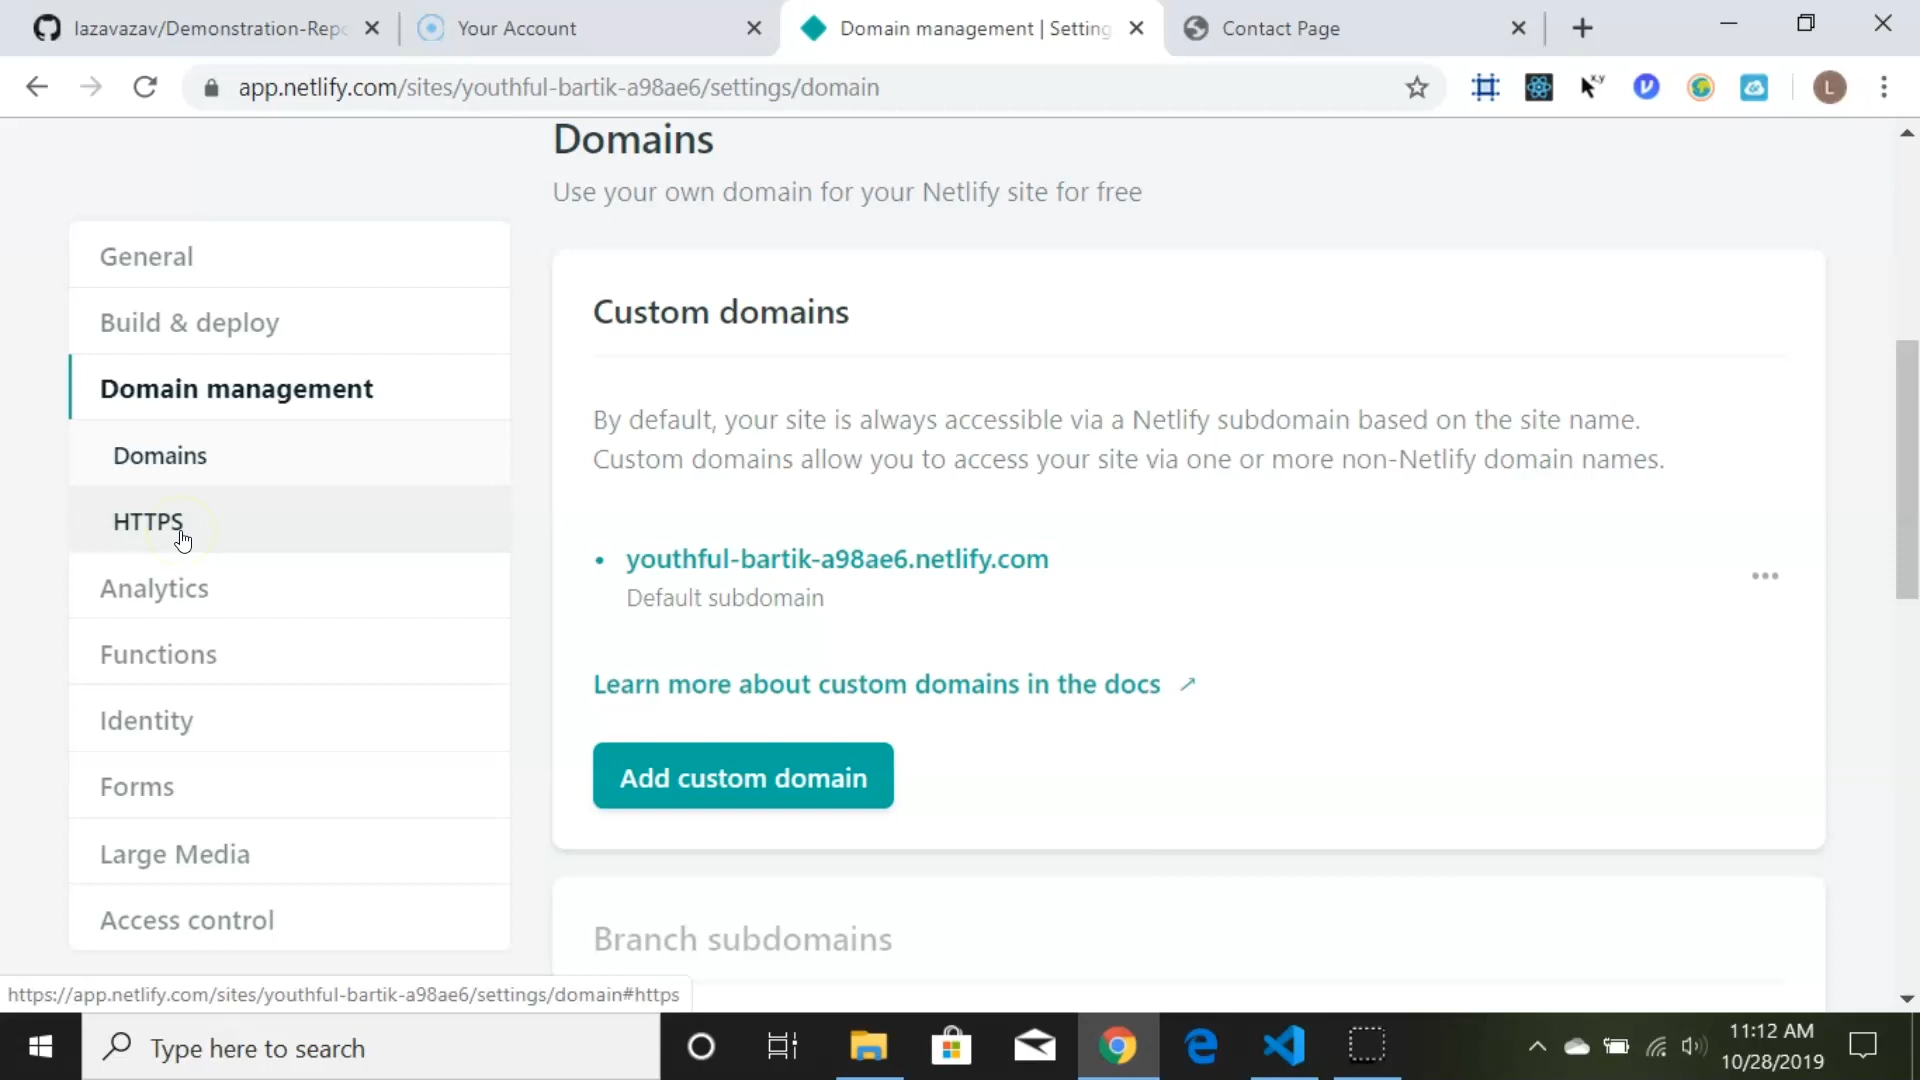 lazavazav/Demonstration-Repo
Your Account
Domain management | Setting
Contact Page
app.netlify.com/sites/youthful-bartik-a98ae6/settings/domain
L
Domains
Use your own domain for your Netlify site for free
General
Build & deploy
Domain management
Domains
HTTPS
Analytics
Functions
Identity
Forms
Large Media
Access control
Custom domains
By default, your site is always accessible via a Netlify subdomain based on the site name.
Custom domains allow you to access your site via one or more non-Netlify domain names.
• youthful-bartik-a98ae6.netlify.com
Default subdomain
Learn more about custom domains in the docs ↗
Add custom domain
Branch subdomains
https://app.netlify.com/sites/youthful-bartik-a98ae6/settings/domain#https
Type here to search
11:12 AM
10/28/2019